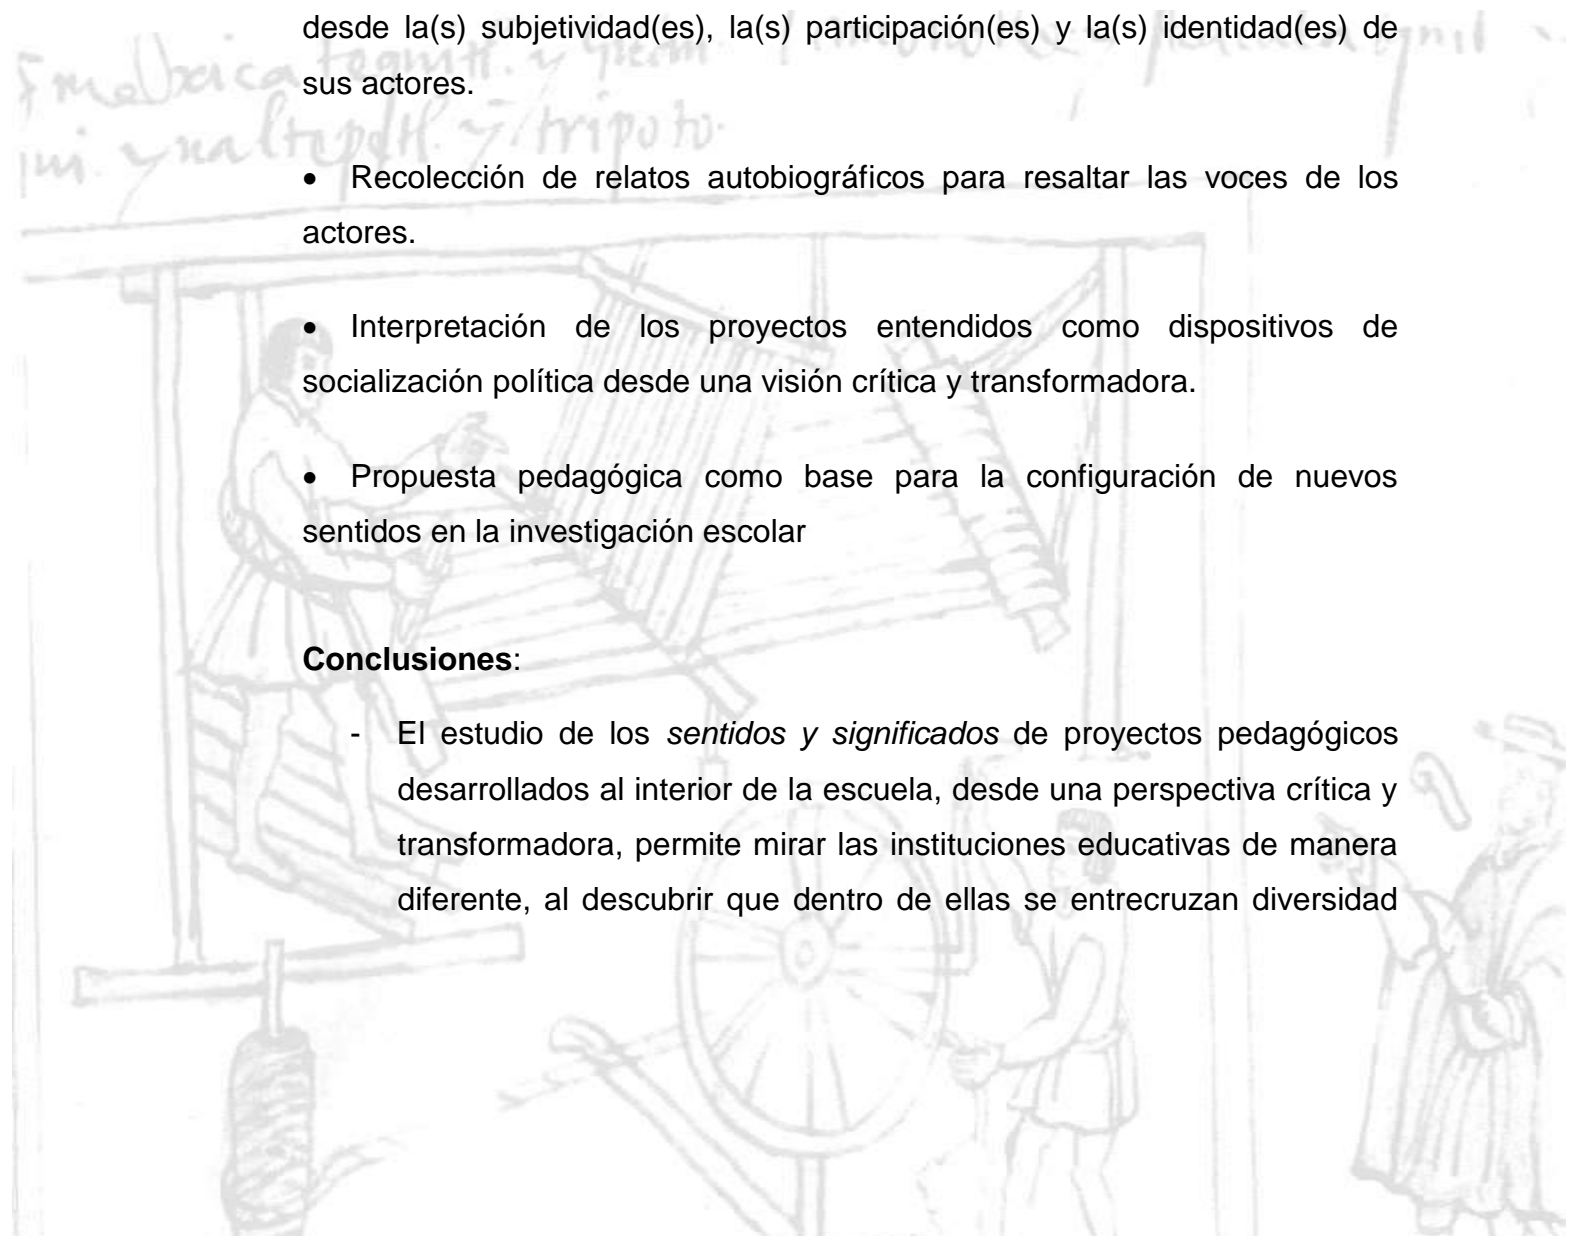 desde la(s) subjetividad(es), la(s) participación(es) y la(s) identidad(es) de
sus actores.
• Recolección de relatos autobiográficos para resaltar las voces de los
actores.
• Interpretación de los proyectos entendidos como dispositivos de
socialización política desde una visión crítica y transformadora.
• Propuesta pedagógica como base para la configuración de nuevos
sentidos en la investigación escolar
Conclusiones:
- El estudio de los sentidos y significados de proyectos pedagógicos
desarrollados al interior de la escuela, desde una perspectiva crítica y
transformadora, permite mirar las instituciones educativas de manera
diferente, al descubrir que dentro de ellas se entrecruzan diversidad